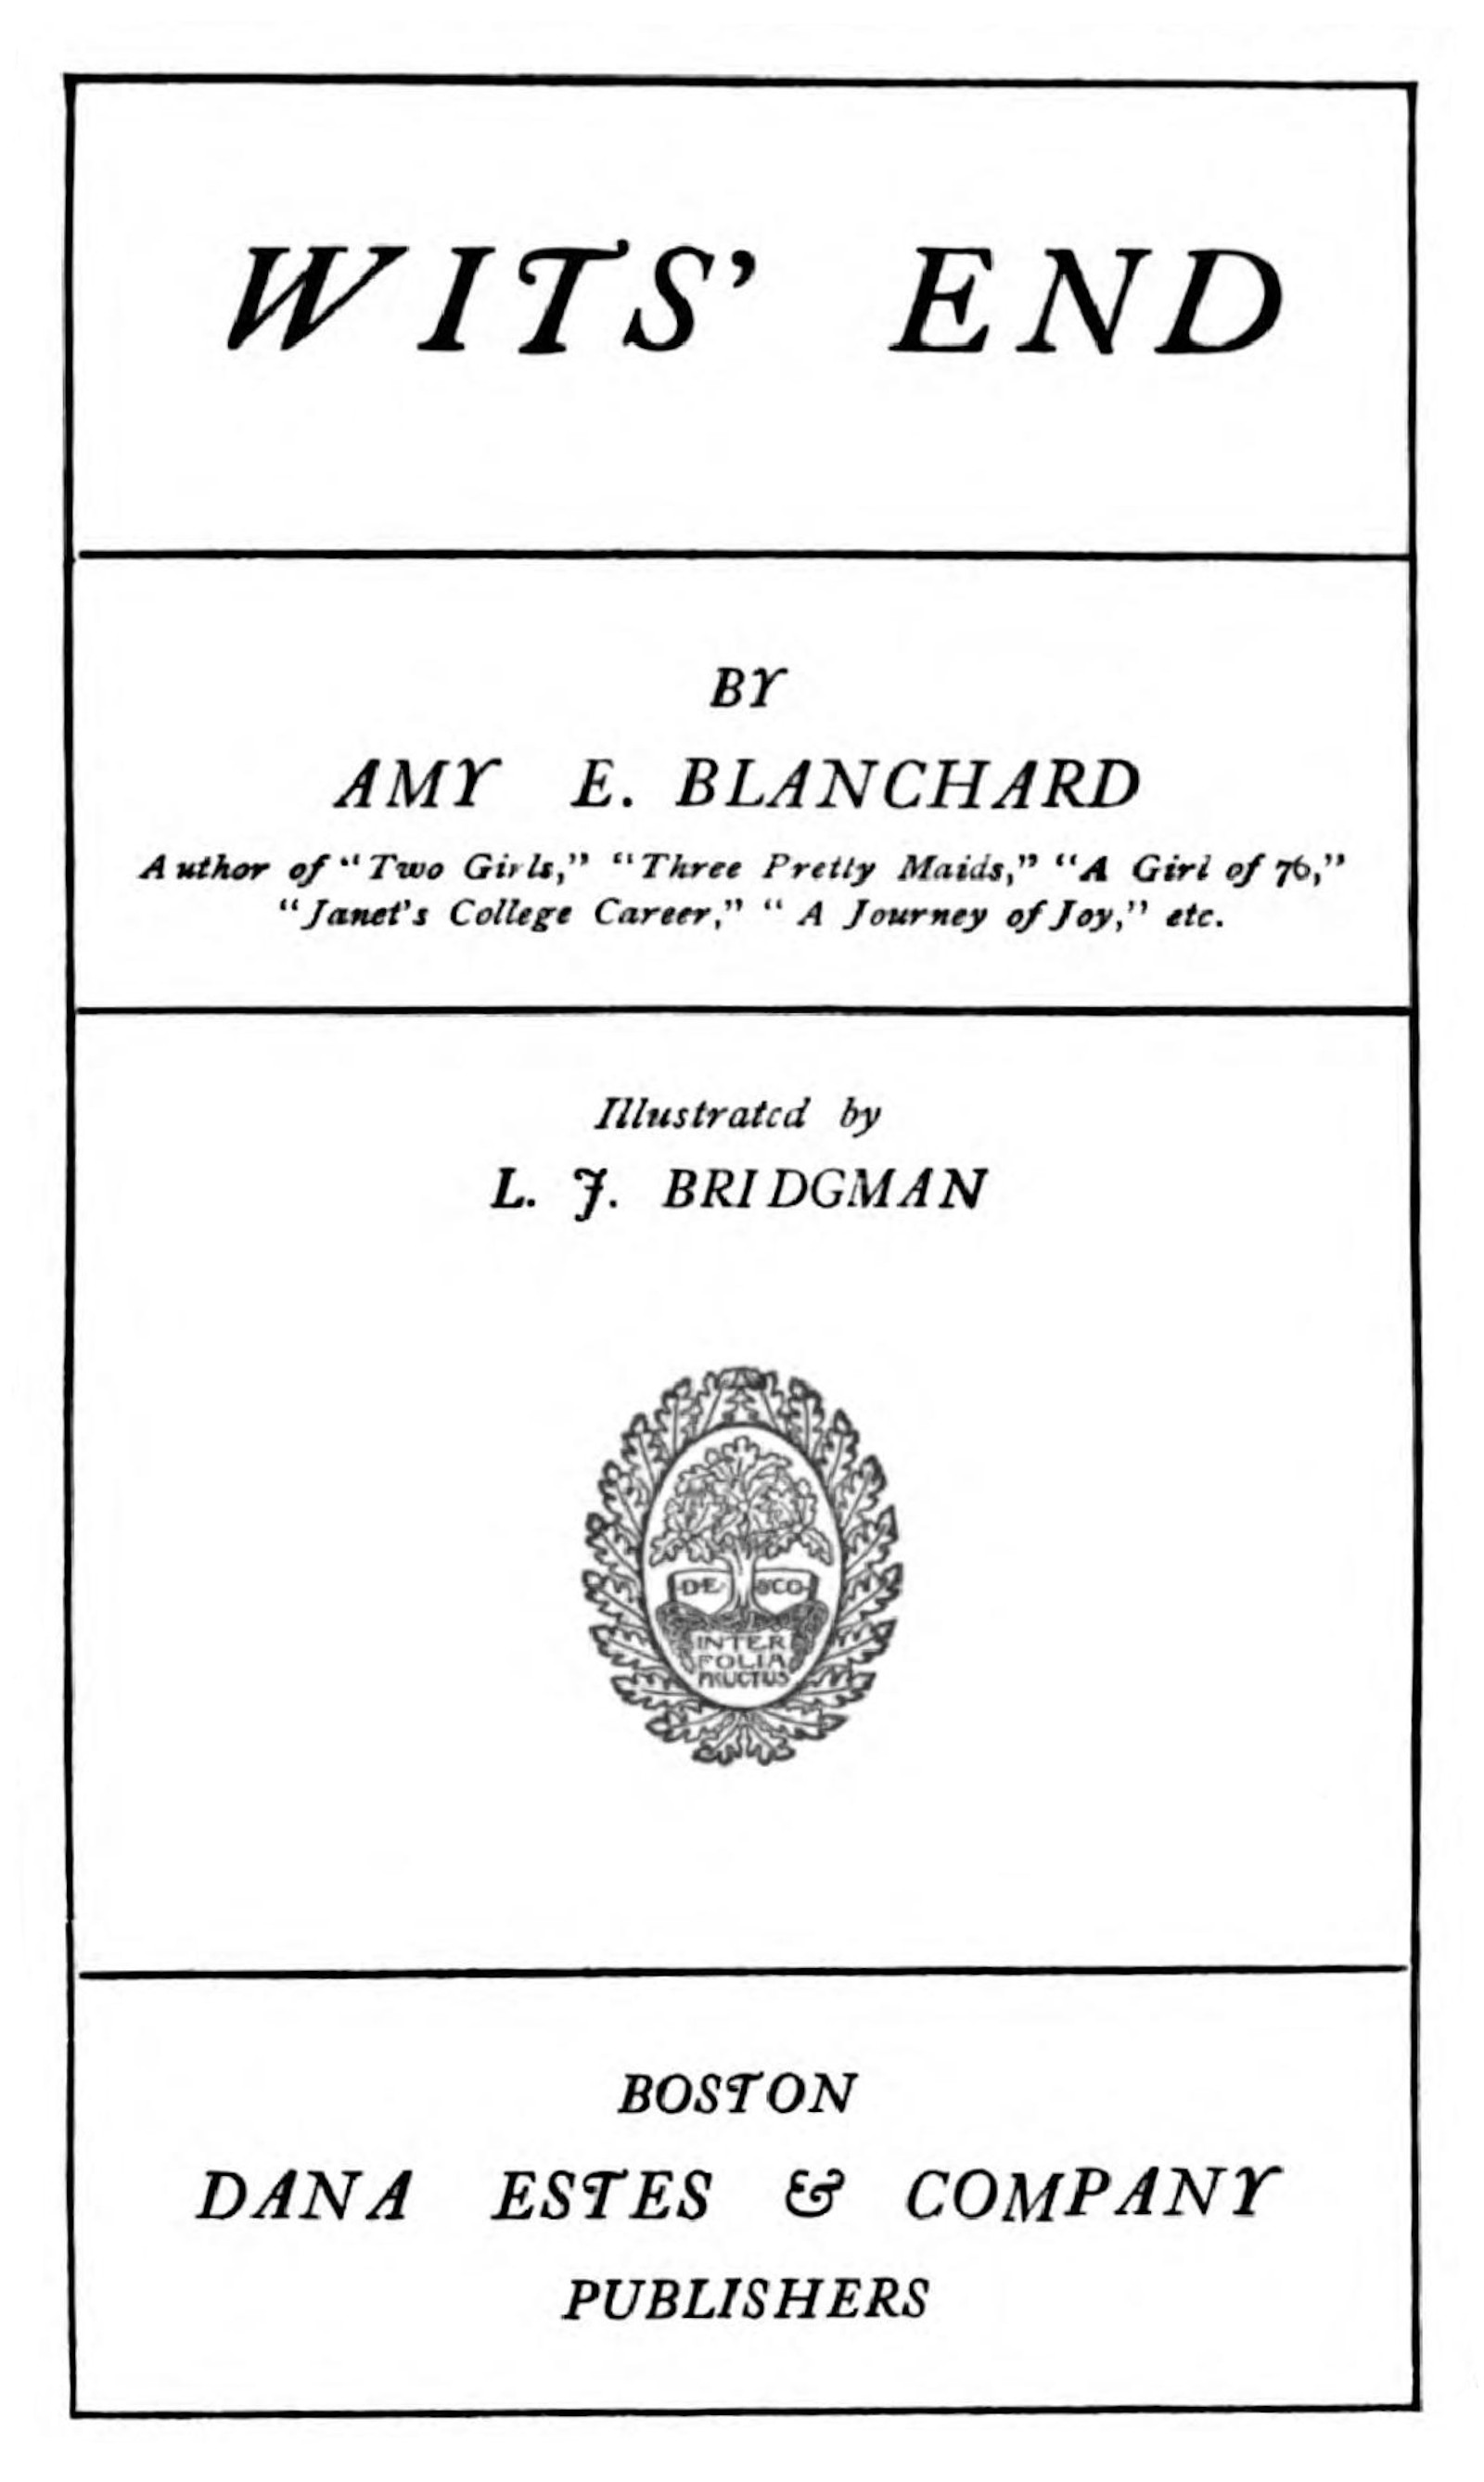 WITS’ END
BY
AMY E. BLANCHARD
Author of “Two Girls,” “Three Pretty Maids,” “A Girl of 76,”
“Janet’s College Career,” “A Journey of Joy,” etc.
Illustrated by
L. J. BRIDGMAN
DE &CO
INTER
FOLIA
FRUCTUS
BOSTON
DANA ESTES & COMPANY
PUBLISHERS